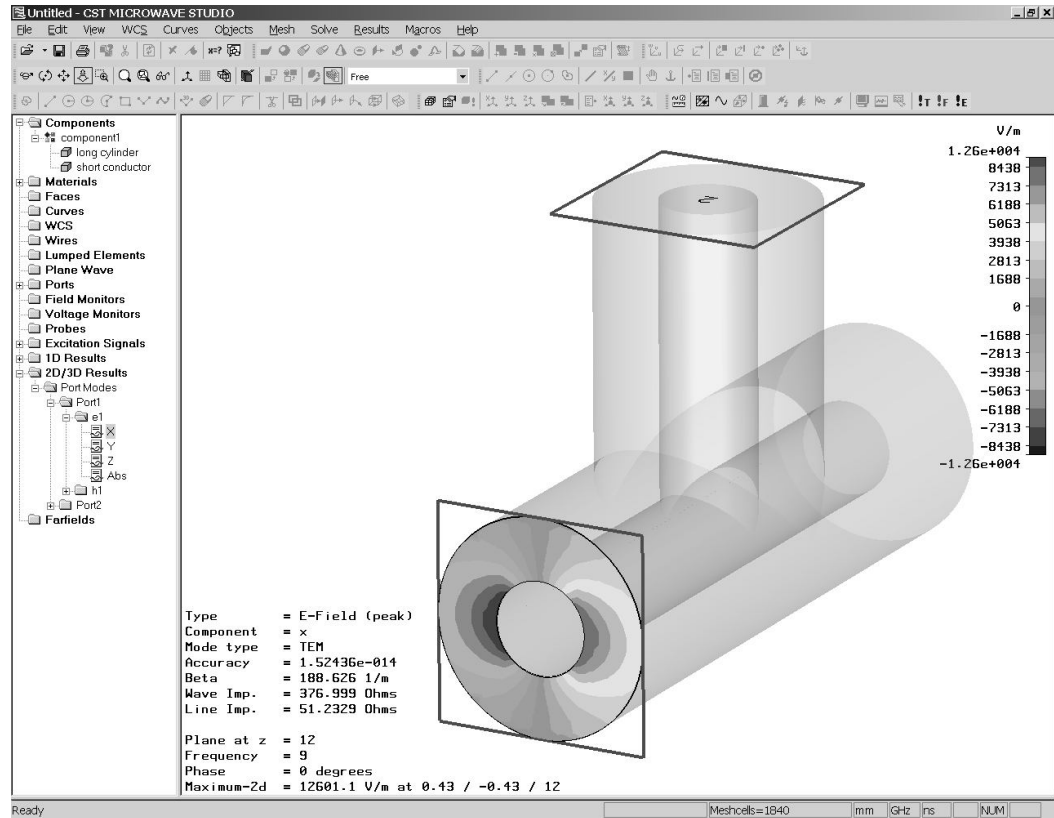 Untitled - CST MICROWAVE STUDIO
File Edit View WCS Curves Objects Mesh Solve Results Macros Help
Free
Components
component1
long cylinder
short conductor
Materials
Faces
Curves
WCS
Wires
Lumped Elements
Plane Wave
Ports
Field Monitors
Voltage Monitors
Probes
Excitation Signals
1D Results
2D/3D Results
Port Modes
Port1
e1
X
Y
Z
Abs
h1
Port2
Farfields
V/m
1.26e+004
8438
7313
6188
5063
3938
2813
1688
0
-1688
-2813
-3938
-5063
-6188
-7313
-8438
-1.26e+004
Type = E-Field (peak)
Component = x
Mode type = TEM
Accuracy = 1.52436e-014
Beta = 188.626 1/m
Wave Imp. = 376.999 Ohms
Line Imp. = 51.2329 Ohms
Plane at z = 12
Frequency = 9
Phase = 0 degrees
Maximum-2d = 12601.1 V/m at 0.43 / -0.43 / 12
Ready Meshcells=1840 mm GHz ns NUM